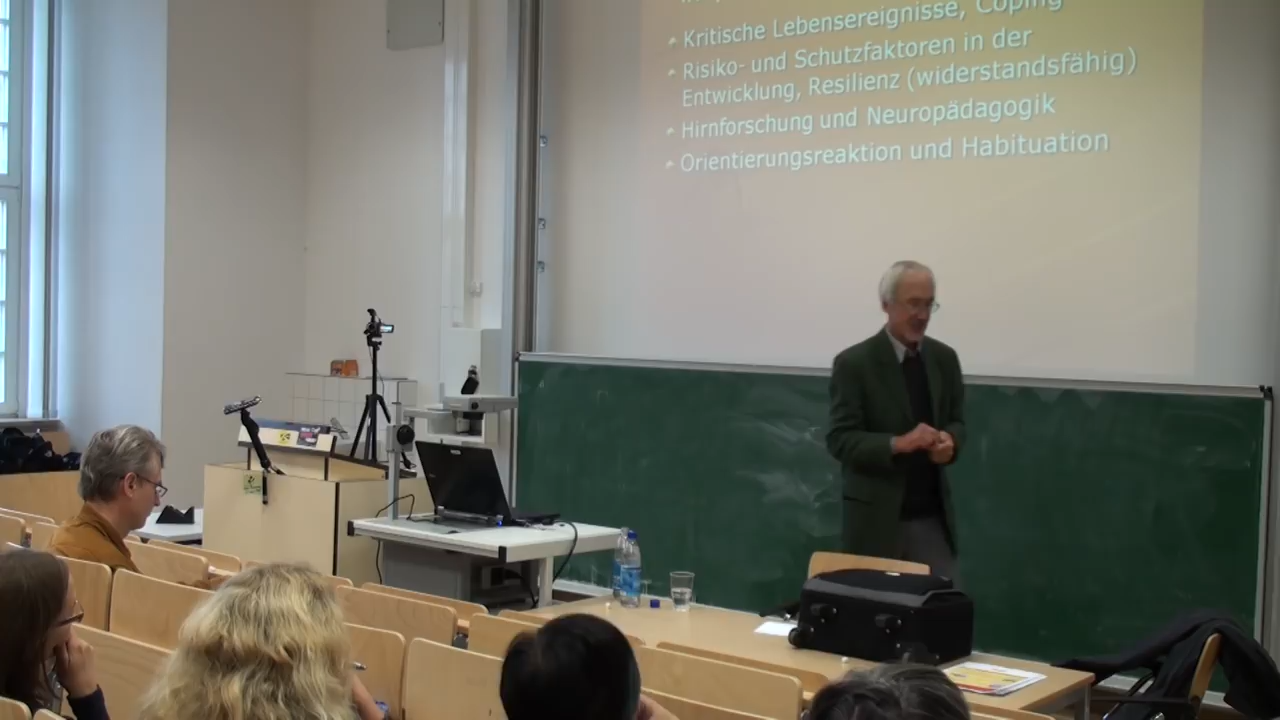 Kritische Lebensereignisse, Coping
Risiko- und Schutzfaktoren in der
Entwicklung, Resilienz (widerstandsfähig)
Hirnforschung und Neuropädagogik
Orientierungsreaktion und Habituation